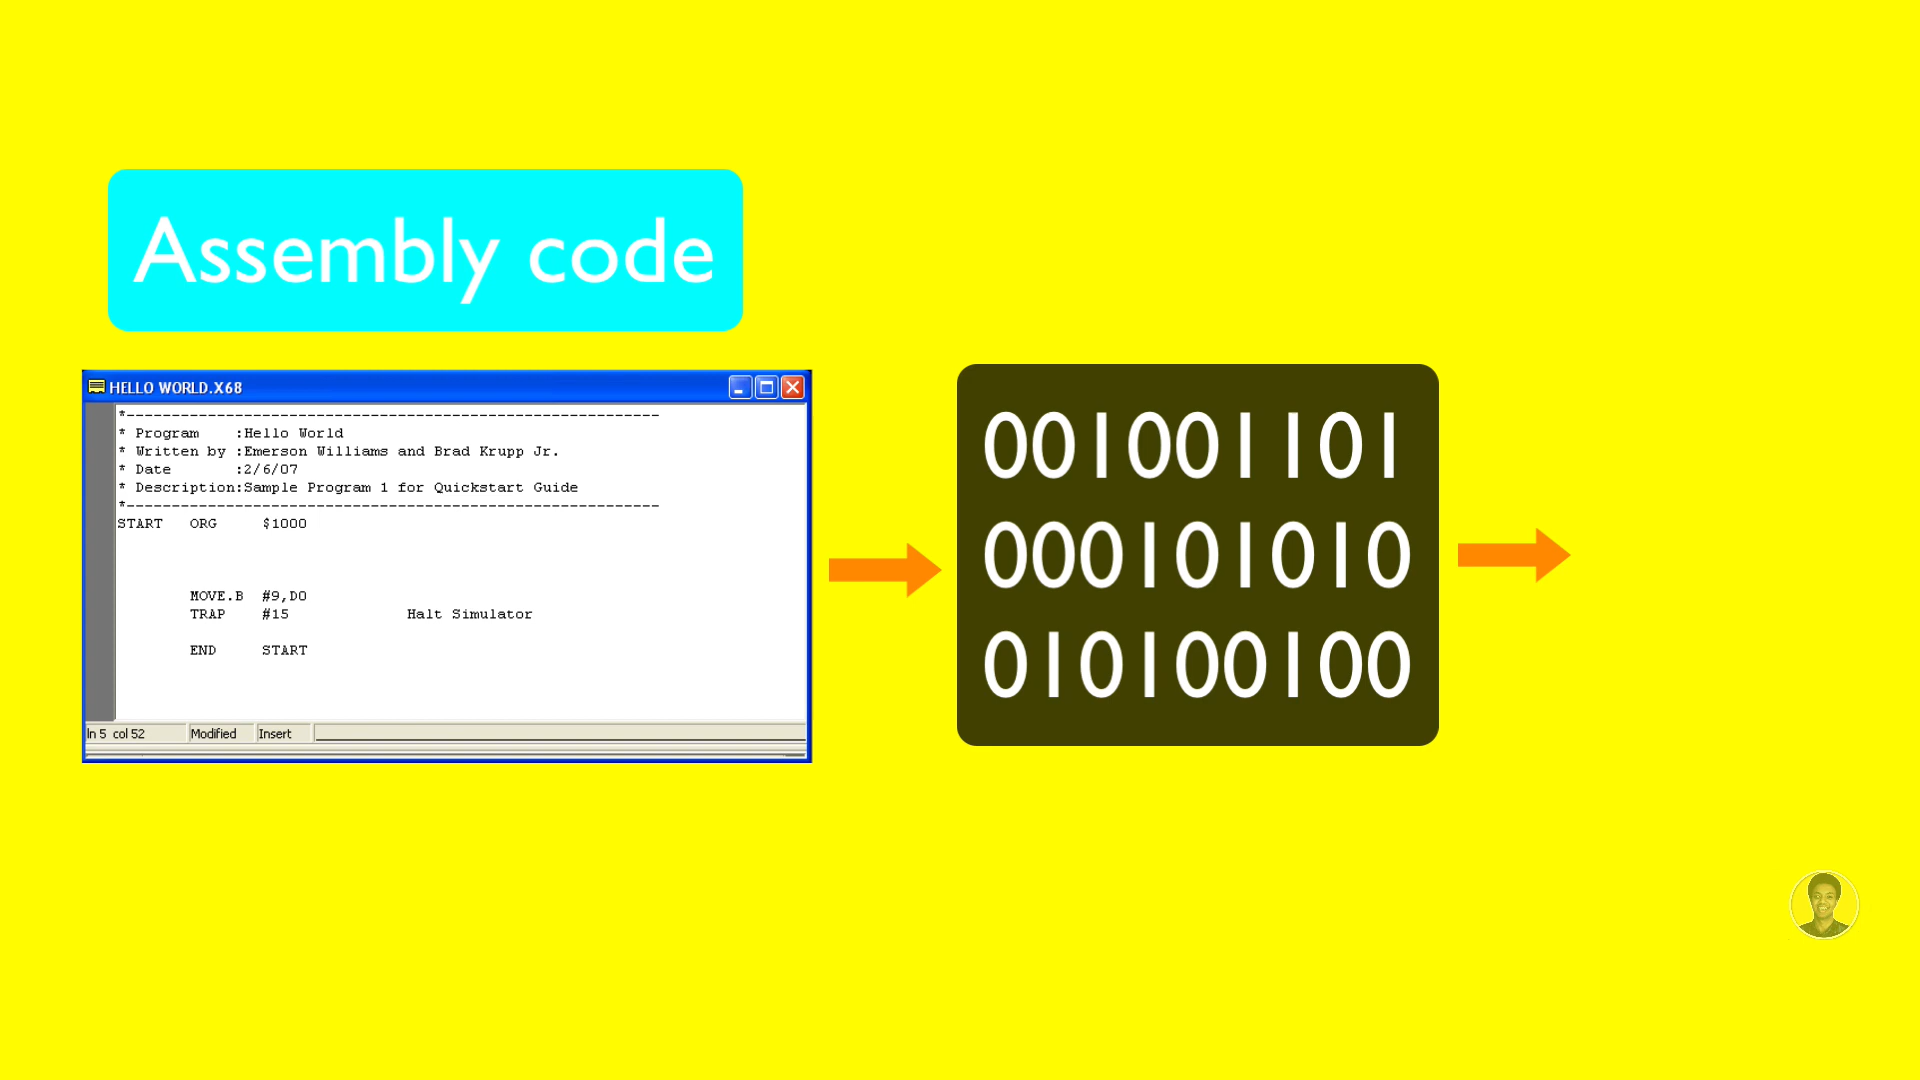 Assembly code
HELLO WORLD.X68
*-----------------------------------------------------------
* Program    :Hello World
* Written by :Emerson Williams and Brad Krupp Jr.
* Date       :2/6/07
* Description:Sample Program 1 for Quickstart Guide
*-----------------------------------------------------------
START   ORG     $1000
MOVE.B  #9,D0
TRAP    #15             Halt Simulator
END     START
ln 5  col 52   Modified   Insert
001001101
000101010
010100100